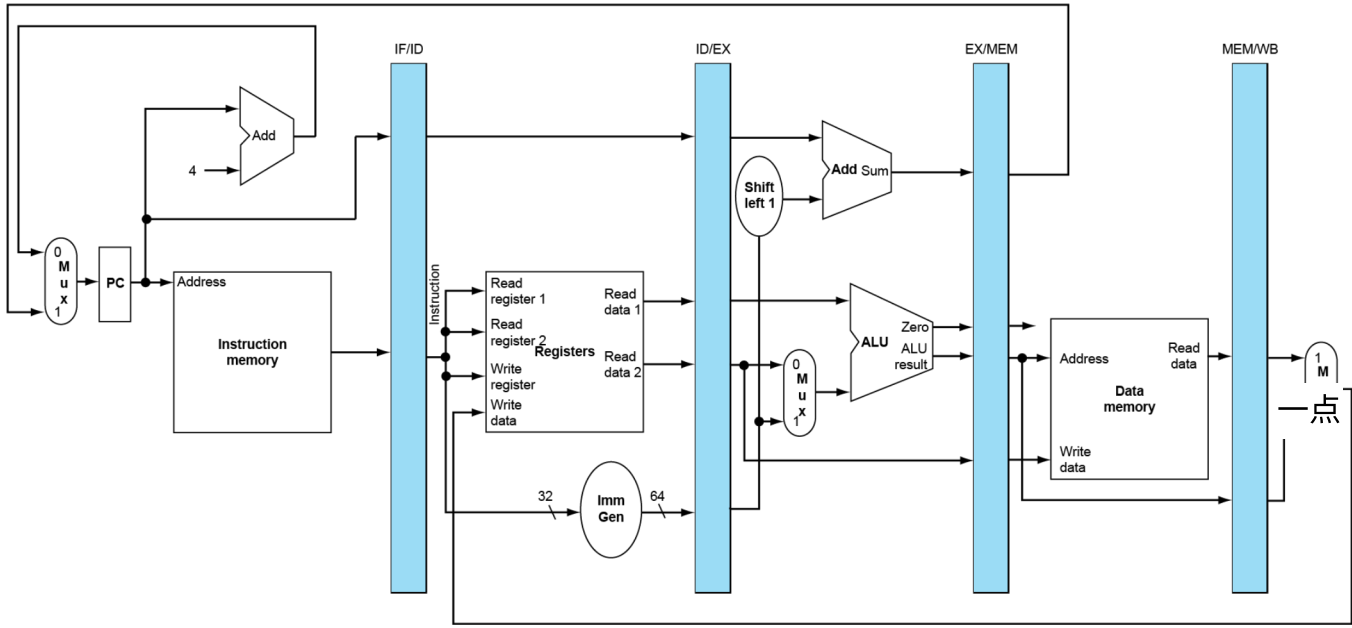 IF/ID
ID/EX
EX/MEM
MEM/WB
Add
4
Add Sum
Shift
left 1
0
M
u
x
1
PC
Address
Instruction
memory
Instruction
Read
register 1
Read
register 2
Write
register
Write
data
Registers
Read
data 1
Read
data 2
32
Imm
Gen
64
0
M
u
x
1
ALU
Zero
ALU
result
Address
Read
data
Data
memory
Write
data
1
M
一点